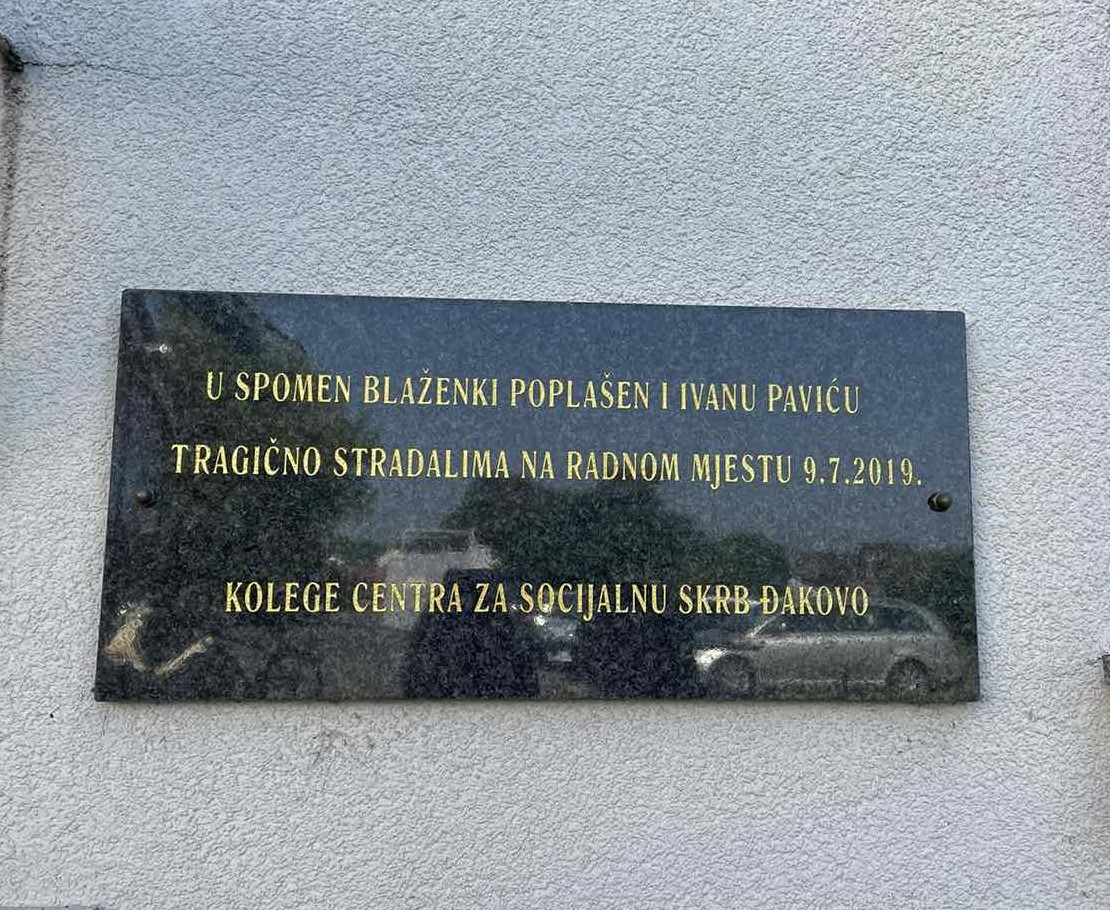 U SPOMEN BLAŽENKI POPLAŠEN I IVANU PAVIĆU
TRAGIČNO STRADALIMA NA RADNOM MJESTU 9.7.2019.
KOLEGE CENTRA ZA SOCIJALNU SKRB ĐAKOVO